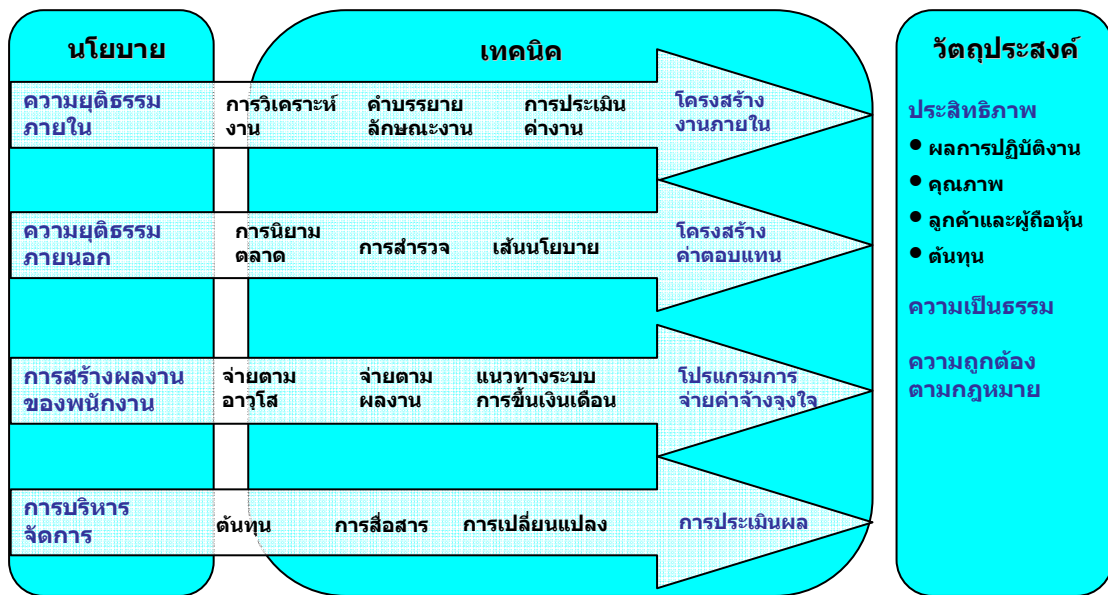 นโยบาย
เทคนิค
วัตถุประสงค์
ความยุติธรรม
ภายใน
การวิเคราะห์
งาน
คำบรรยาย
ลักษณะงาน
การประเมิน
ค่างาน
โครงสร้าง
งานภายใน
ความยุติธรรม
ภายนอก
การนิยาม
ตลาด
การสำรวจ
เส้นนโยบาย
โครงสร้าง
ค่าตอบแทน
การสร้างผลงาน
ของพนักงาน
จ่ายตาม
อาวุโส
จ่ายตาม
ผลงาน
แนวทางระบบ
การขึ้นเงินเดือน
โปรแกรมการ
จ่ายค่าจ้างจูงใจ
การบริหาร
จัดการ
ต้นทุน
การสื่อสาร
การเปลี่ยนแปลง
การประเมินผล
ประสิทธิภาพ
● ผลการปฏิบัติงาน
● คุณภาพ
● ลูกค้าและผู้ถือหุ้น
● ต้นทุน
ความเป็นธรรม
ความถูกต้อง
ตามกฎหมาย